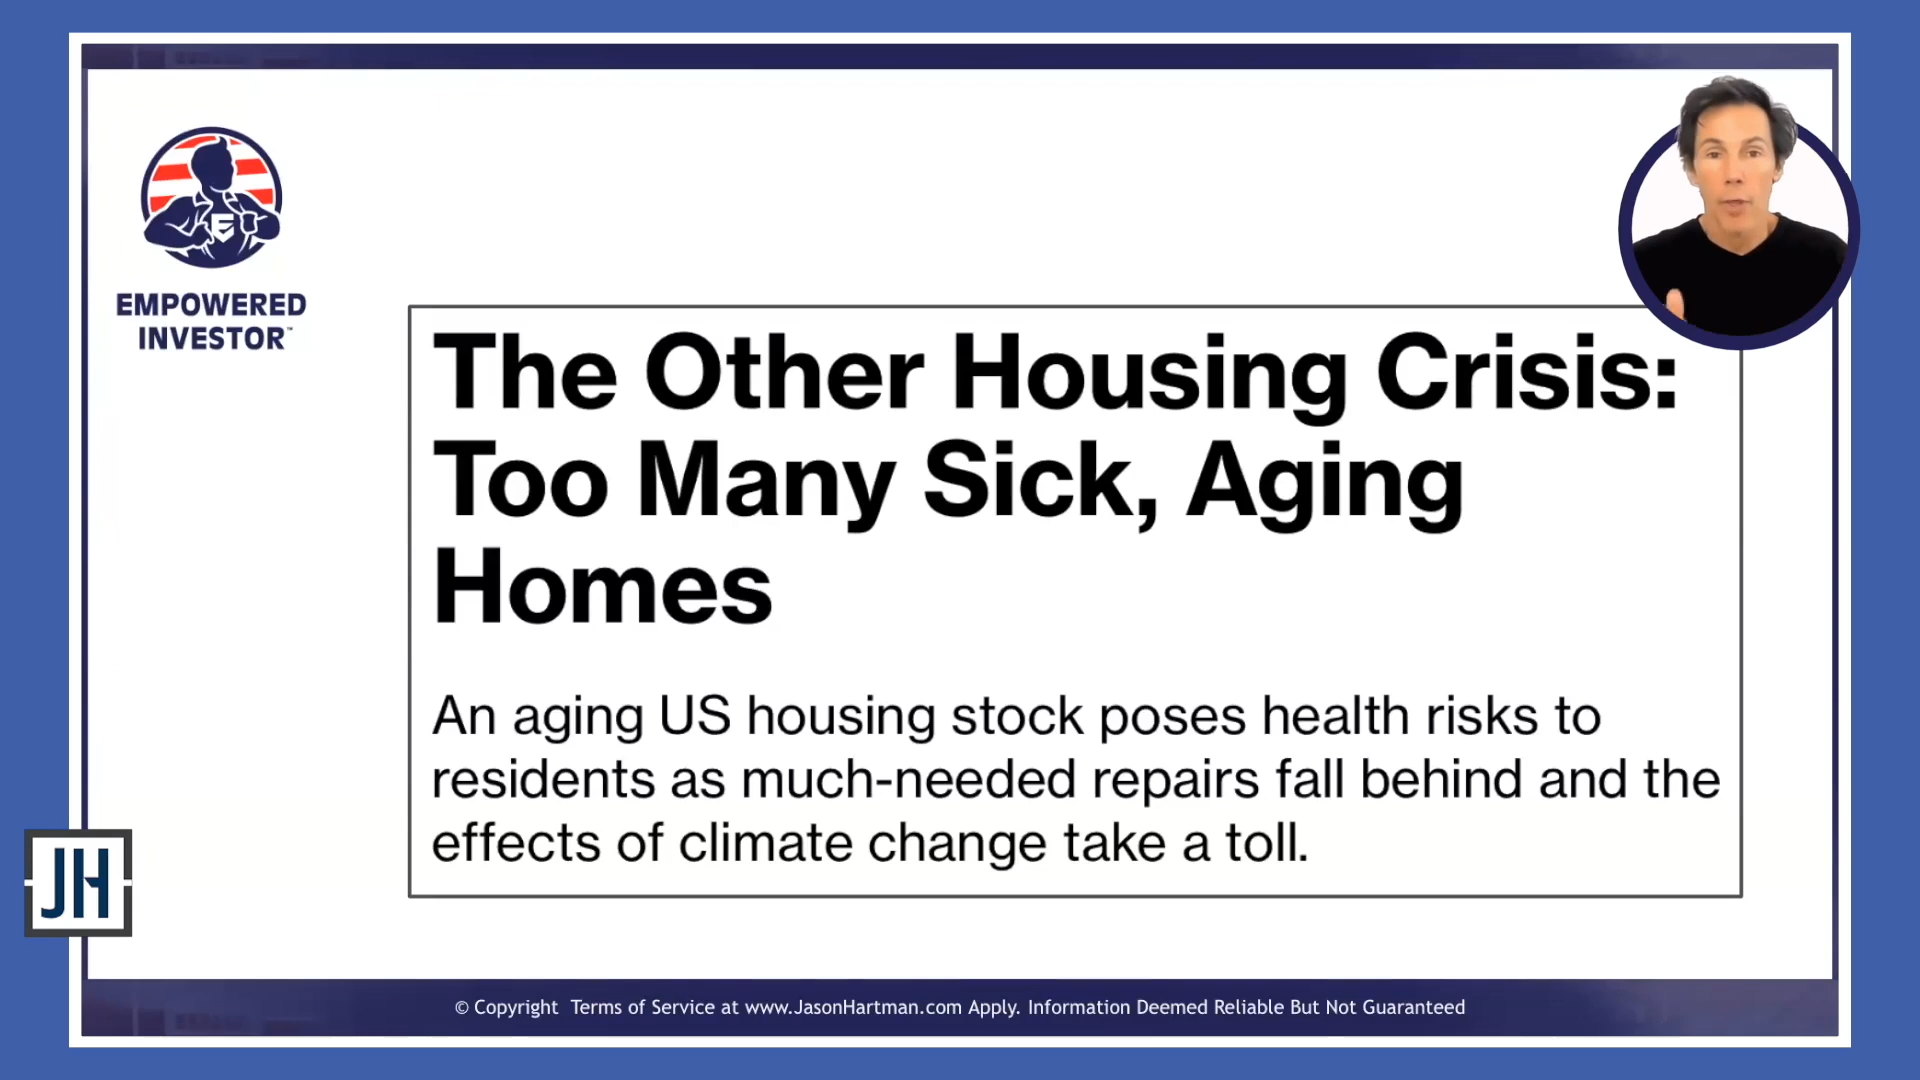 EMPOWERED
INVESTOR™
The Other Housing Crisis:
Too Many Sick, Aging
Homes
An aging US housing stock poses health risks to
residents as much-needed repairs fall behind and the
effects of climate change take a toll.
JH
© Copyright Terms of Service at www.JasonHartman.com Apply. Information Deemed Reliable But Not Guaranteed